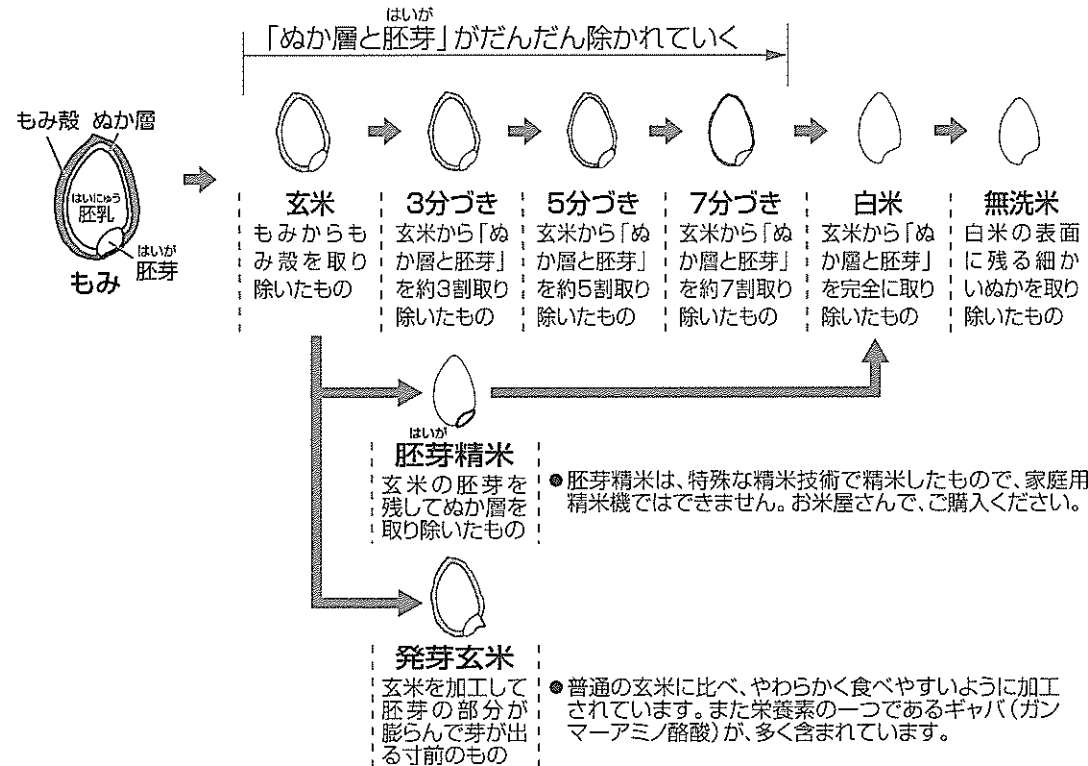 はいが
「ぬか層と胚芽」がだんだん除かれていく
もみ殻 ぬか層
はいにゅう
胚乳
はいが
胚芽
もみ
玄米
もみからも
み殻を取り
除いたもの
3分づき
玄米から「ぬ
か層と胚芽」
を約3割取り
除いたもの
5分づき
玄米から「ぬ
か層と胚芽」
を約5割取り
除いたもの
7分づき
玄米から「ぬ
か層と胚芽」
を約7割取り
除いたもの
白米
玄米から「ぬ
か層と胚芽」
を完全に取り
除いたもの
無洗米
白米の表面
に残る細か
いぬかを取り
除いたもの
はいが
胚芽精米
玄米の胚芽を
残してぬか層を
取り除いたもの
●胚芽精米は、特殊な精米技術で精米したもので、家庭用
精米機ではできません。お米屋さんで、ご購入ください。
発芽玄米
玄米を加工して
胚芽の部分が
膨らんで芽が出
る寸前のもの
●普通の玄米に比べ、やわらかく食べやすいように加工
されています。また栄養素の一つであるギャバ(ガン
マーアミノ酪酸)が、多く含まれています。